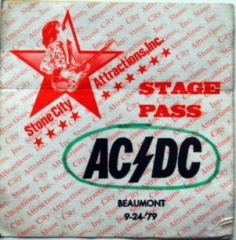 Stone City Attractions, Inc.
STAGE
PASS
AC/DC
BEAUMONT
9-24-'79